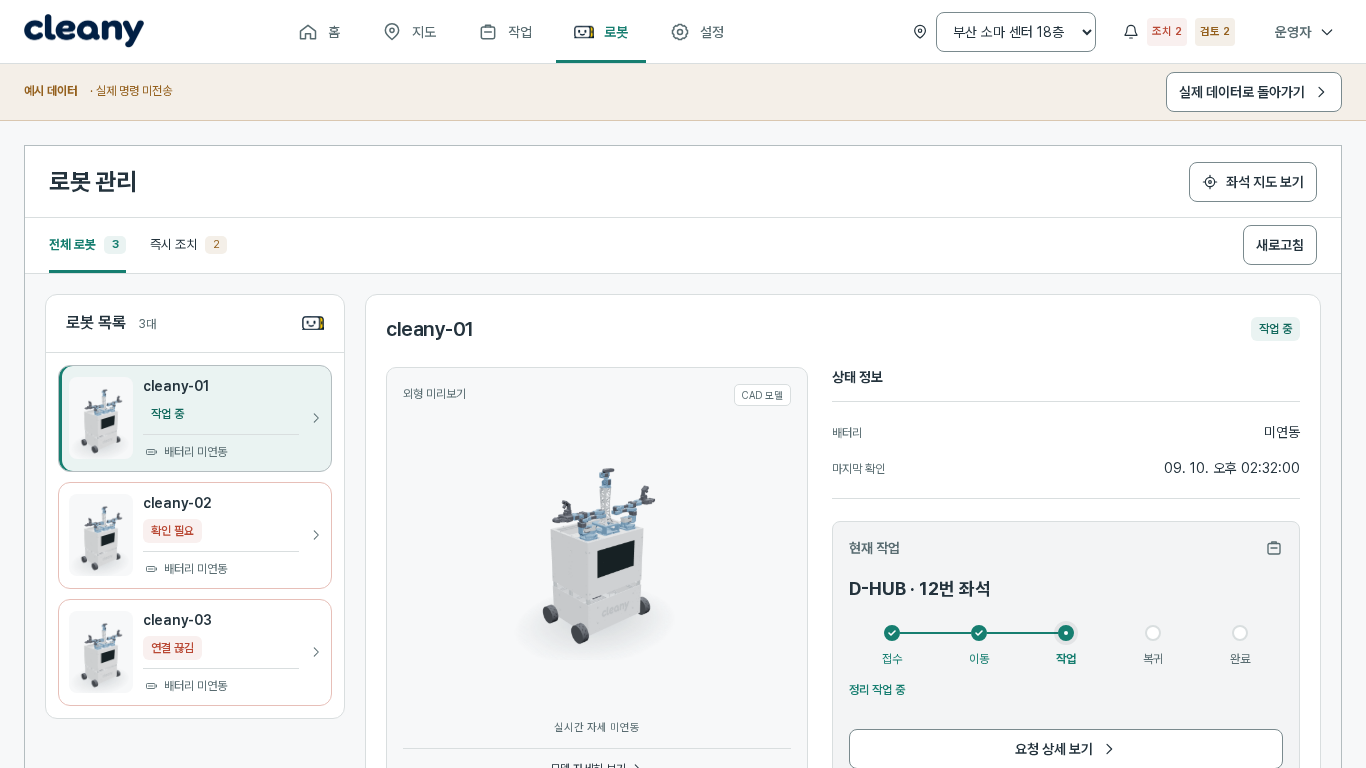 cleany
홈
지도
작업
로봇
설정
부산 소마 센터 18층
조치 2
검토 2
운영자
예시 데이터 · 실제 명령 미전송
실제 데이터로 돌아가기
로봇 관리
좌석 지도 보기
전체 로봇 3
즉시 조치 2
새로고침
로봇 목록 3대
cleany-01
작업 중
배터리 미연동
cleany-02
확인 필요
배터리 미연동
cleany-03
연결 끊김
배터리 미연동
cleany-01
작업 중
외형 미리보기
CAD 모델
cleany
실시간 자세 미연동
모델 자세히 보기
상태 정보
배터리
미연동
마지막 확인
09. 10. 오후 02:32:00
현재 작업
D-HUB · 12번 좌석
접수
이동
작업
복귀
완료
정리 작업 중
요청 상세 보기